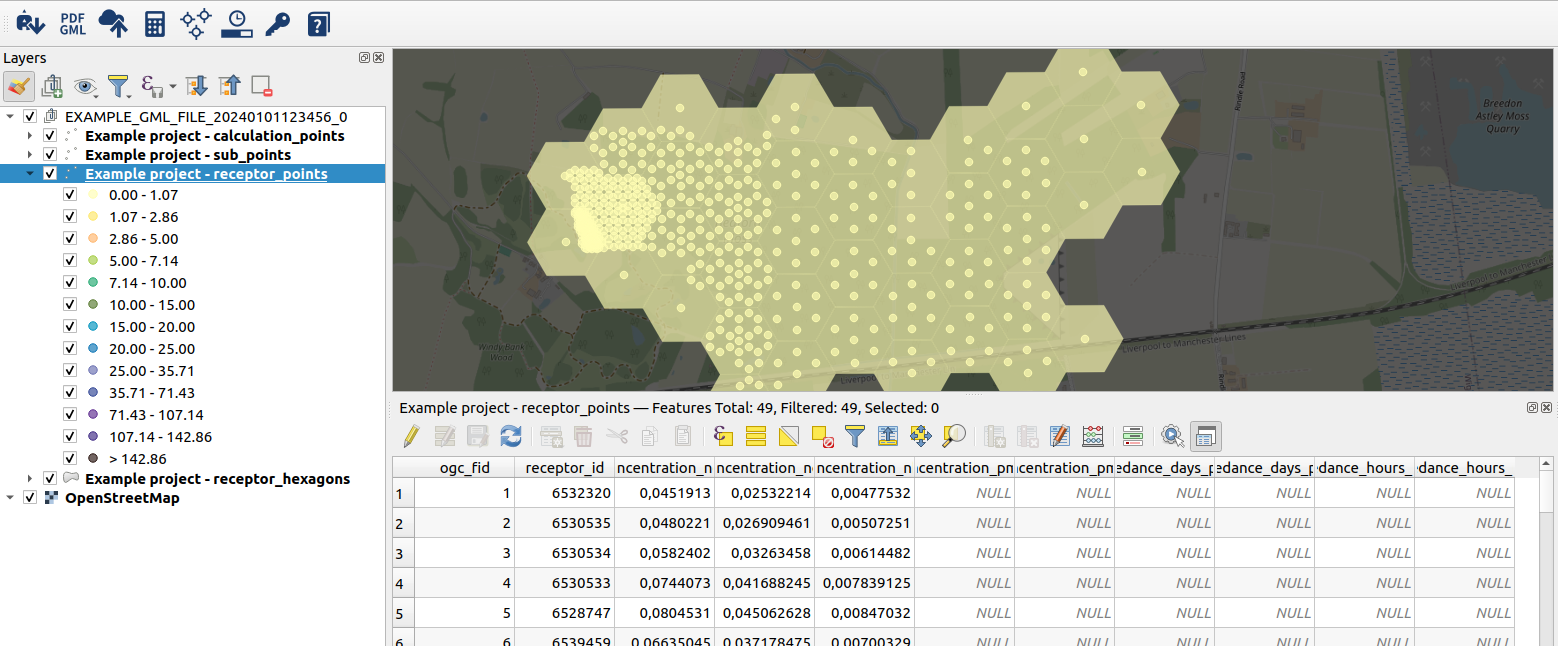 PDF
GML
Layers
EXAMPLE_GML_FILE_20240101123456_0
Example project - calculation_points
Example project - sub_points
Example project - receptor_points
0.00 - 1.07
1.07 - 2.86
2.86 - 5.00
5.00 - 7.14
7.14 - 10.00
10.00 - 15.00
15.00 - 20.00
20.00 - 25.00
25.00 - 35.71
35.71 - 71.43
71.43 - 107.14
107.14 - 142.86
> 142.86
Example project - receptor_hexagons
OpenStreetMap
Rindle Road
Breedon
Astley Moss
Quarry
Windy Bank
Wood
Liverpool to Manchester Lines
Liverpool to Manchester
Liverpool
Rind
Example project - receptor_points — Features Total: 49, Filtered: 49, Selected: 0
ogc_fid receptor_id ncentration_n ncentration_n ncentration_n ncentration_pm ncentration_pm edance_days_p edance_days_p dance_hours_ dance_hours_
1 1 6532320 0,0451913 0,02532214 0,00477532 NULL NULL NULL NULL NULL NULL
2 2 6530535 0,0480221 0,026909461 0,00507251 NULL NULL NULL NULL NULL NULL
3 3 6530534 0,0582402 0,03263458 0,00614482 NULL NULL NULL NULL NULL NULL
4 4 6530533 0,0744073 0,041688245 0,007839125 NULL NULL NULL NULL NULL NULL
5 5 6528747 0,0804531 0,045062628 0,00847032 NULL NULL NULL NULL NULL NULL
6 6 6539459 0,06635045 0,037178475 0,00700329 NULL NULL NULL NULL NULL NULL